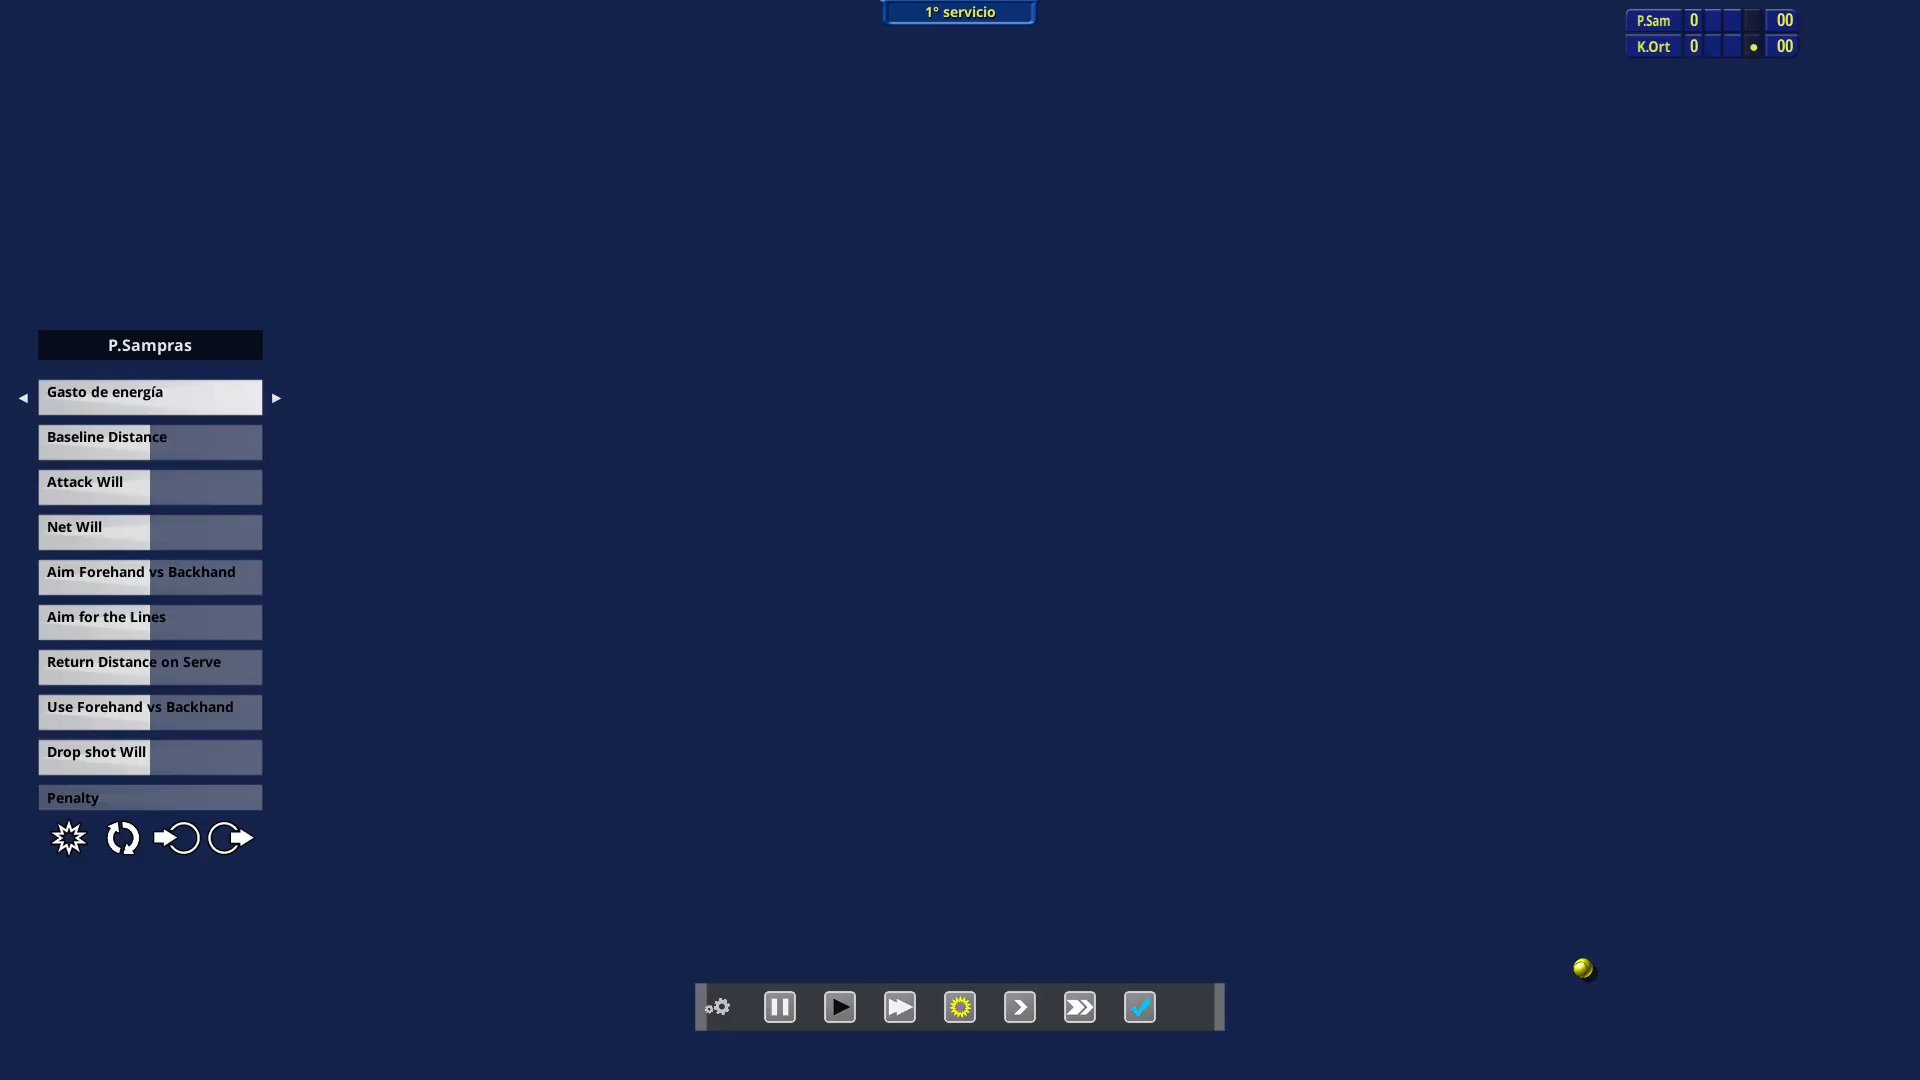 1° servicio
P.Sam 0 00
K.Ort 0 00
P.Sampras
Gasto de energía
Baseline Distance
Attack Will
Net Will
Aim Forehand vs Backhand
Aim for the Lines
Return Distance on Serve
Use Forehand vs Backhand
Drop shot Will
Penalty